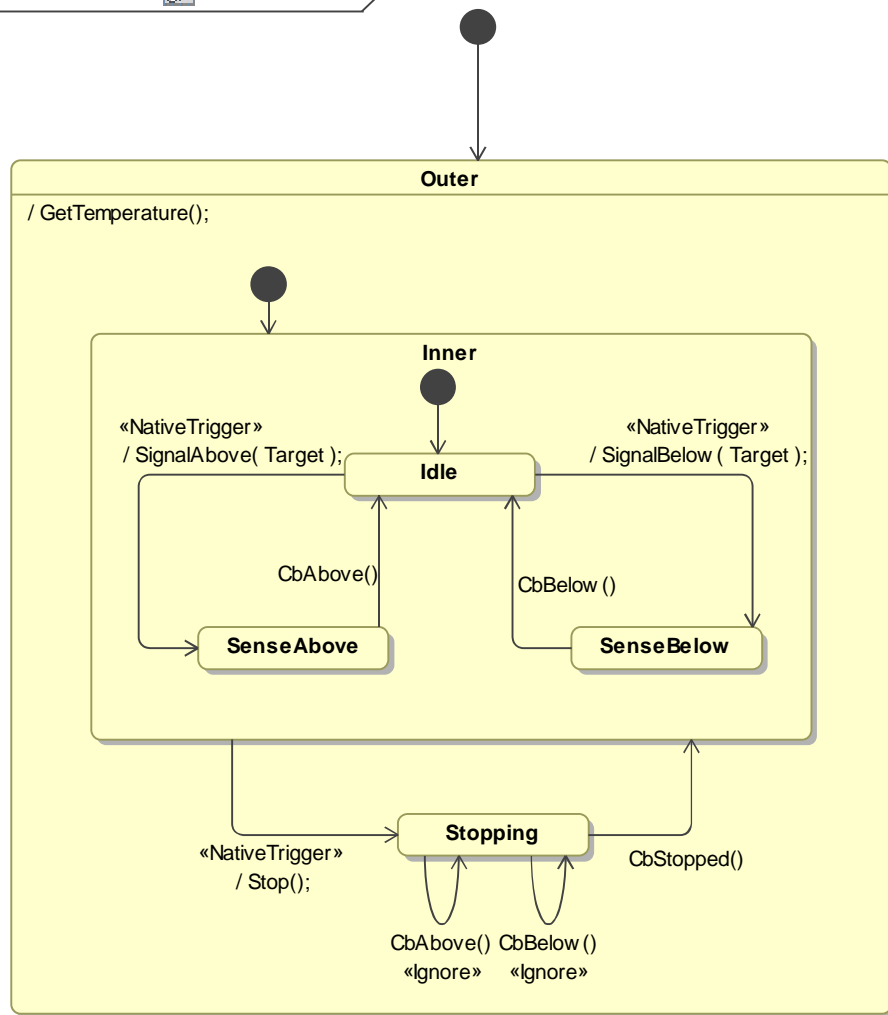 Outer
/ GetTemperature();
Inner
«NativeTrigger»
/ SignalAbove( Target );
«NativeTrigger»
/ SignalBelow ( Target );
Idle
CbAbove()
CbBelow ()
SenseAbove
SenseBelow
Stopping
«NativeTrigger»
/ Stop();
CbStopped()
CbAbove() CbBelow ()
«Ignore» «Ignore»